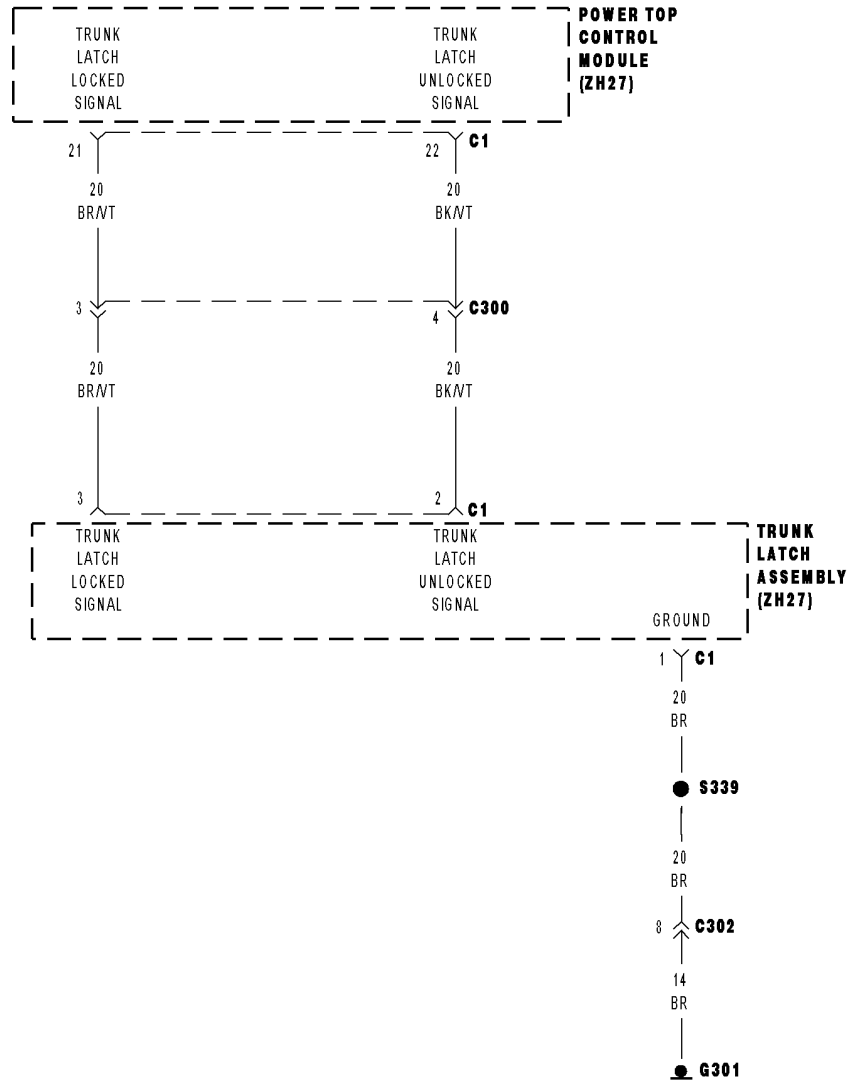 POWER TOP
CONTROL
MODULE
(ZH27)
TRUNK
LATCH
LOCKED
SIGNAL
TRUNK
LATCH
UNLOCKED
SIGNAL
21
22
C1
20
BR/VT
20
BK/VT
3
4
C300
20
BR/VT
20
BK/VT
3
2
C1
TRUNK
LATCH
LOCKED
SIGNAL
TRUNK
LATCH
UNLOCKED
SIGNAL
TRUNK
LATCH
ASSEMBLY
(ZH27)
GROUND
1
C1
20
BR
S339
20
BR
8
C302
14
BR
G301